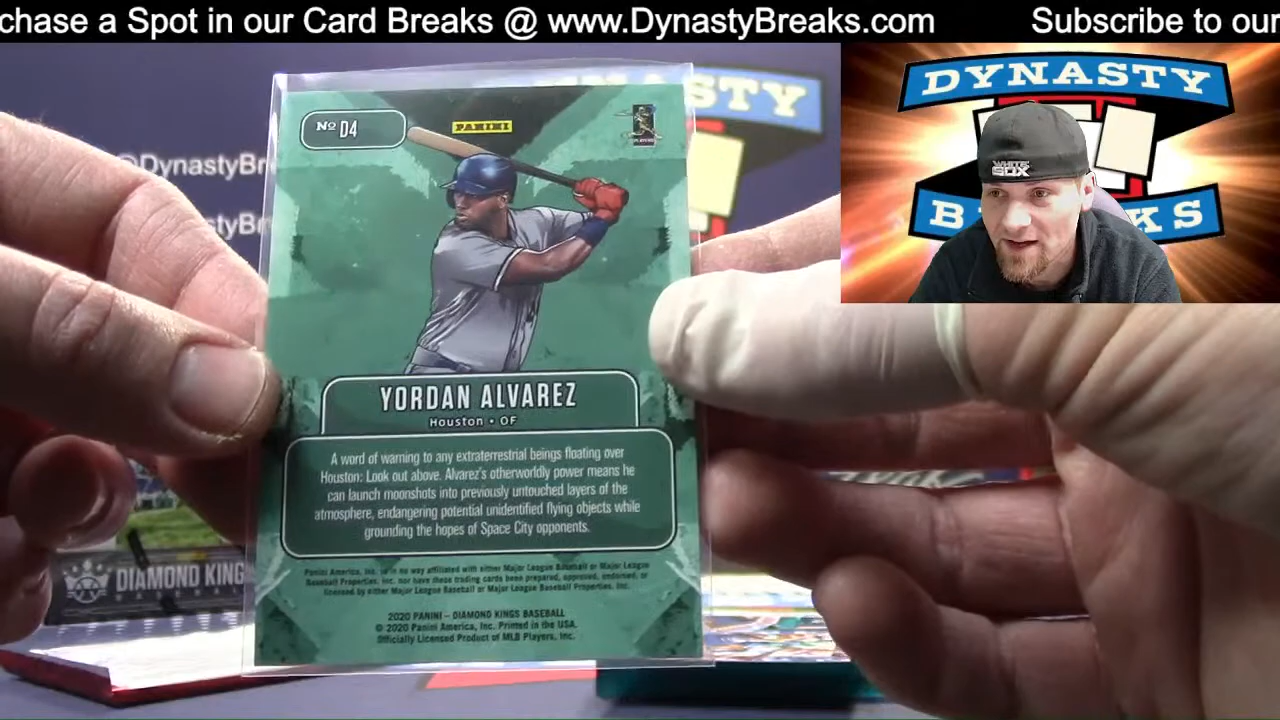 chase a Spot in our Card Breaks @ www.DynastyBreaks.com Subscribe to our
DYNASTY
STY
WHITE
SOX
@DynastyBre
yBr
Nº D4
PANINI
YORDAN ALVAREZ
Houston • OF
A word of warning to any extraterrestrial beings floating over
Houston: Look out above. Alvarez's otherworldly power means he
can launch moonshots into previously untouched layers of the
atmosphere, endangering potential unidentified flying objects while
grounding the hopes of Space City opponents.
Panini America, Inc. is in no way affiliated with either Major League Baseball or Major League
Baseball Properties, Inc. nor have these trading cards been prepared, approved, endorsed, or
licensed by either Major League Baseball or Major League Baseball Properties, Inc.
2020 PANINI – DIAMOND KINGS BASEBALL
© 2020 Panini America, Inc. Printed in the USA.
Officially Licensed Product of MLB Players, Inc.
DIAMOND KING